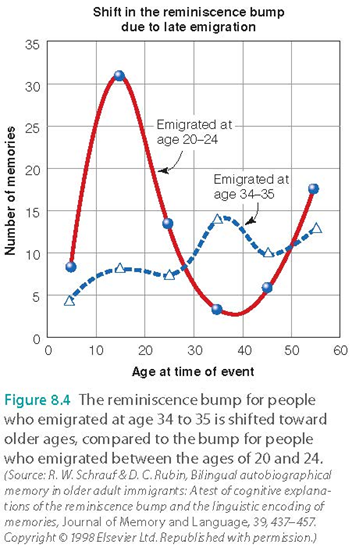 Shift in the reminiscence bump
due to late emigration
35
30
25
20
15
10
5
0
Number of memories
Emigrated at
age 20–24
Emigrated at
age 34–35
0 10 20 30 40 50 60
Age at time of event
Figure 8.4 The reminiscence bump for people
who emigrated at age 34 to 35 is shifted toward
older ages, compared to the bump for people
who emigrated between the ages of 20 and 24.
(Source: R. W. Schrauf & D. C. Rubin, Bilingual autobiographical
memory in older adult immigrants: A test of cognitive explana-
tions of the reminiscence bump and the linguistic encoding of
memories, Journal of Memory and Language, 39, 437–457.
Copyright © 1998 Elsevier Ltd. Republished with permission.)